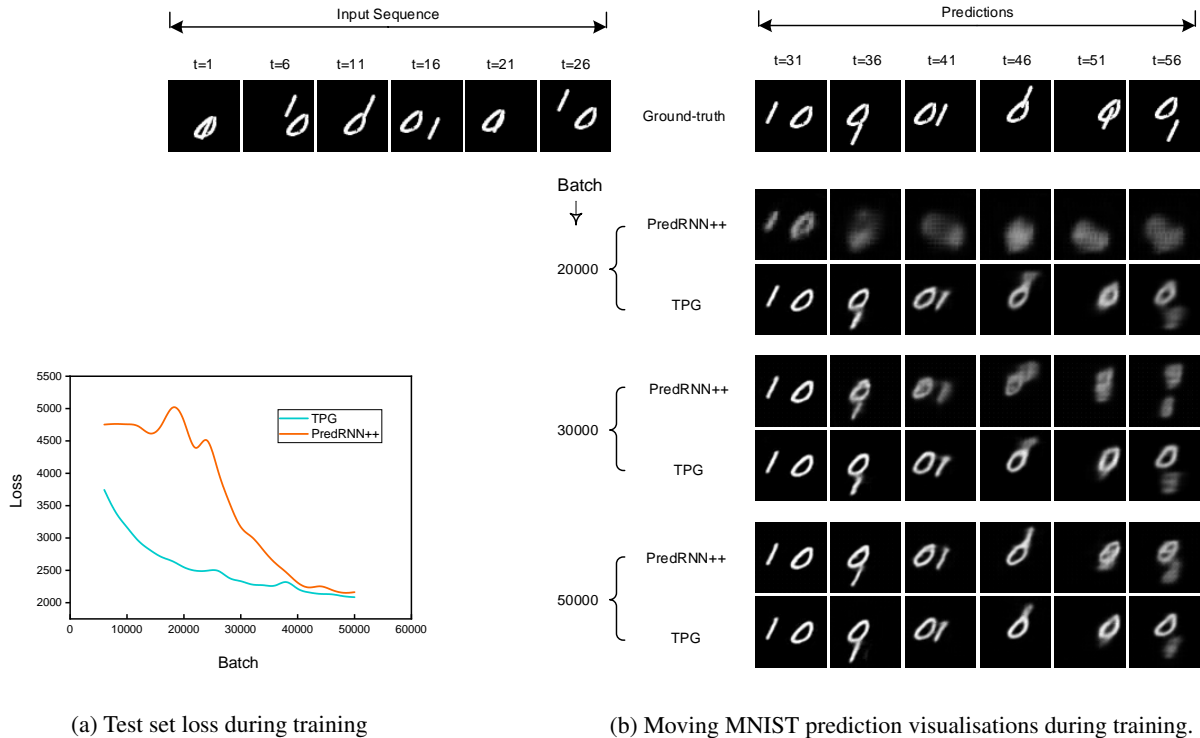 Input Sequence
t=1 t=6 t=11 t=16 t=21 t=26
Predictions
t=31 t=36 t=41 t=46 t=51 t=56
Ground-truth
Batch
PredRNN++
20000
TPG
PredRNN++
30000
TPG
PredRNN++
50000
TPG
5500
5000
4500
4000
3500
3000
2500
2000
Loss
TPG
PredRNN++
0 10000 20000 30000 40000 50000 60000
Batch
(a) Test set loss during training
(b) Moving MNIST prediction visualisations during training.